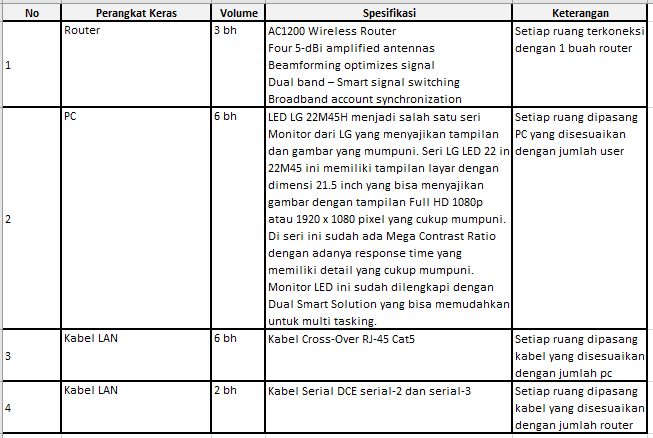 No Perangkat Keras Volume Spesifikasi Keterangan
1 Router 3 bh AC1200 Wireless Router Setiap ruang terkoneksi
Four 5-dBi amplified antennas dengan 1 buah router
Beamforming optimizes signal
Dual band – Smart signal switching
Broadband account synchronization
2 PC 6 bh LED LG 22M45H menjadi salah satu seri Setiap ruang dipasang
Monitor dari LG yang menyajikan tampilan PC yang disesuaikan
dan gambar yang mumpuni. Seri LG LED 22 in dengan jumlah user
22M45 ini memiliki tampilan layar dengan
dimensi 21.5 inch yang bisa menyajikan
gambar dengan tampilan Full HD 1080p
atau 1920 x 1080 pixel yang cukup mumpuni.
Di seri ini sudah ada Mega Contrast Ratio
dengan adanya response time yang
memiliki detail yang cukup mumpuni.
Monitor LED ini sudah dilengkapi dengan
Dual Smart Solution yang bisa memudahkan
untuk multi tasking.
3 Kabel LAN 6 bh Kabel Cross-Over RJ-45 Cat5 Setiap ruang dipasang
kabel yang disesuaikan
dengan jumlah pc
4 Kabel LAN 2 bh Kabel Serial DCE serial-2 dan serial-3 Setiap ruang dipasang
kabel yang disesuaikan
dengan jumlah router